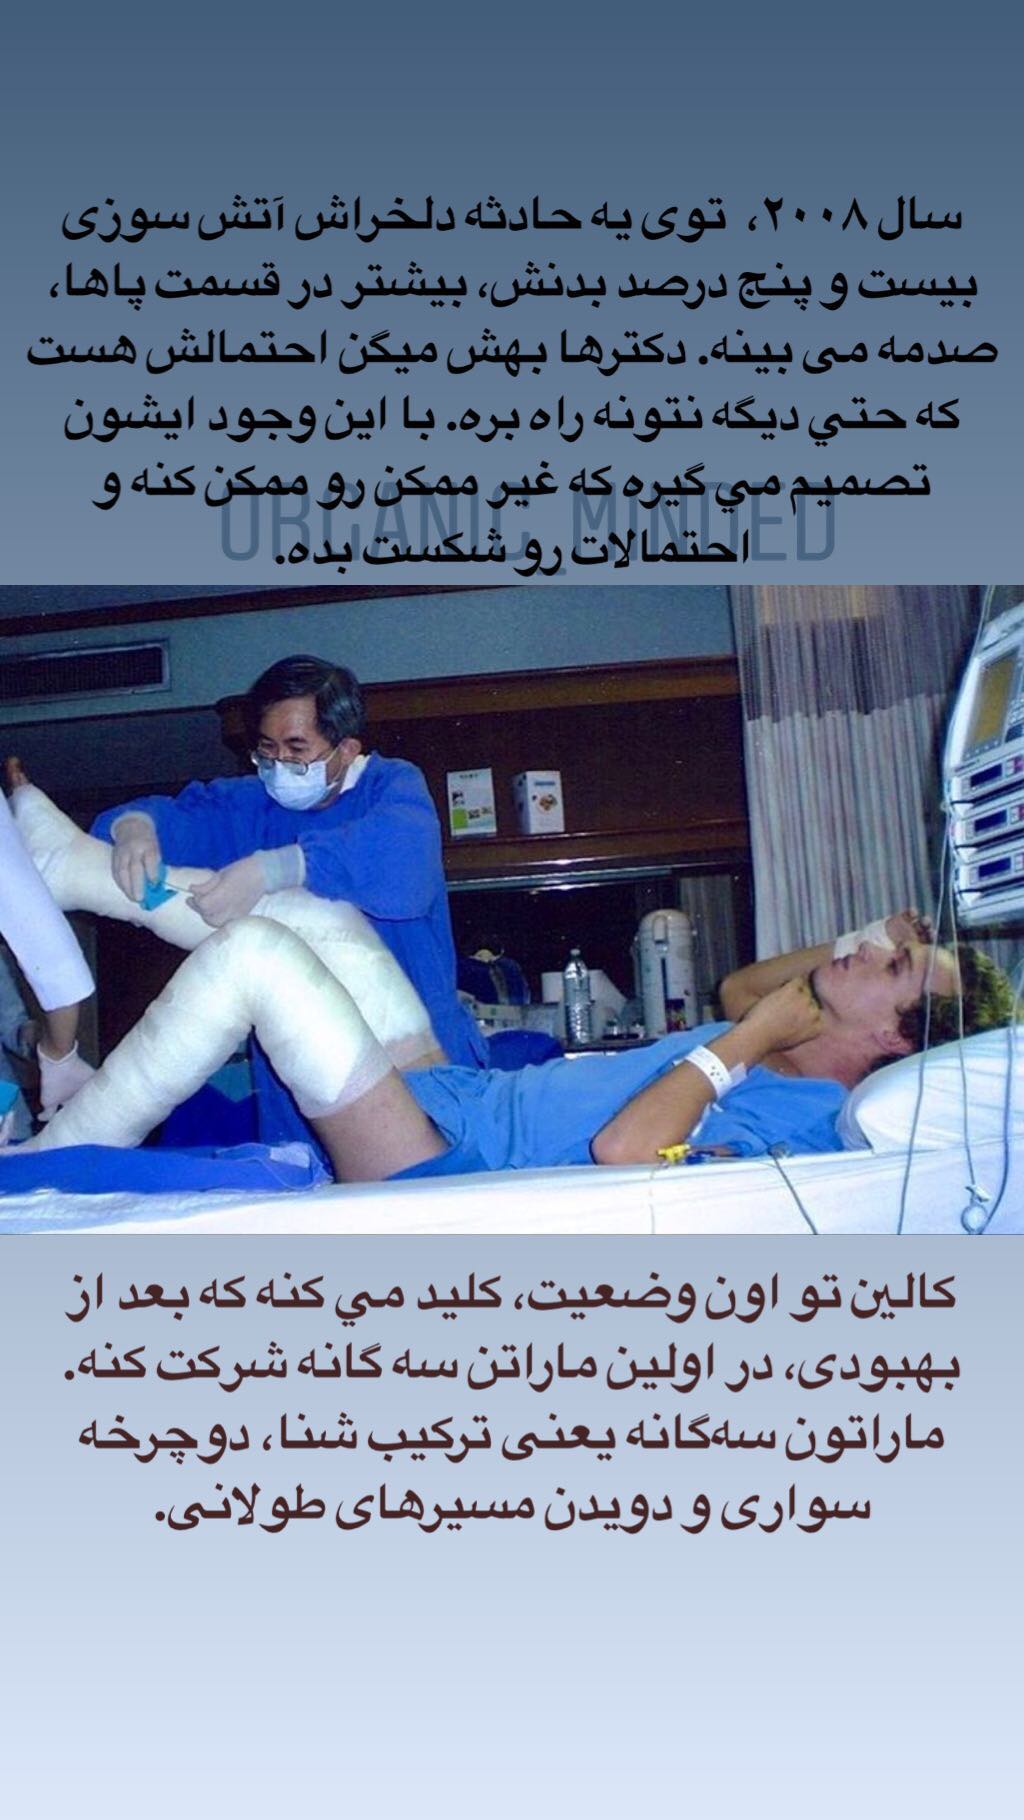 سال ۲۰۰۸، توی یه حادثه دلخراش آتش سوزی
بیست و پنج درصد بدنش، بیشتر در قسمت پاها،
صدمه می بینه. دکترها بهش میگن احتمالش هست
که حتي دیگه نتونه راه بره. با این وجود ایشون
تصمیم مي گیره که غیر ممکن رو ممکن کنه و
احتمالات رو شکست بده.
ORGANIC_MINDED
کالین تو اون وضعیت، کلید مي کنه که بعد از
بهبودی، در اولین ماراتن سه گانه شرکت کنه.
ماراتون سه‌گانه یعنی ترکیب شنا، دوچرخه
سواری و دویدن مسیرهای طولانی.